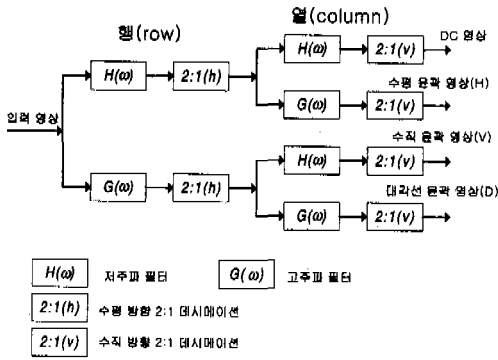 행(row)
열(column)
입력 영상
H(ω)
2:1(h)
H(ω)
2:1(v)
DC 영상
G(ω)
2:1(v)
수평 윤곽 영상(H)
G(ω)
2:1(h)
H(ω)
2:1(v)
수직 윤곽 영상(V)
G(ω)
2:1(v)
대각선 윤곽 영상(D)
H(ω) 저주파 필터
G(ω) 고주파 필터
2:1(h) 수평 방향 2:1 데시메이션
2:1(v) 수직 방향 2:1 데시메이션